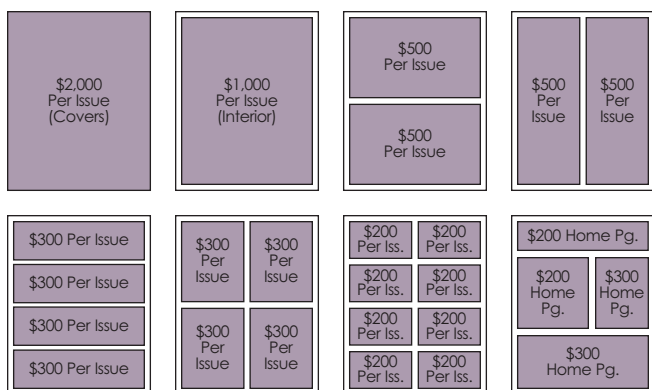 $2,000
Per Issue
(Covers)
$1,000
Per Issue
(Interior)
$500
Per Issue
$500
Per Issue
$500
Per
Issue
$500
Per
Issue
$300 Per Issue
$300 Per Issue
$300 Per Issue
$300 Per Issue
$300
Per
Issue
$300
Per
Issue
$300
Per
Issue
$300
Per
Issue
$200
Per Iss.
$200
Per Iss.
$200
Per Iss.
$200
Per Iss.
$200
Per Iss.
$200
Per Iss.
$200
Per Iss.
$200
Per Iss.
$200 Home Pg.
$200
Home
Pg.
$300
Home
Pg.
$300
Home Pg.